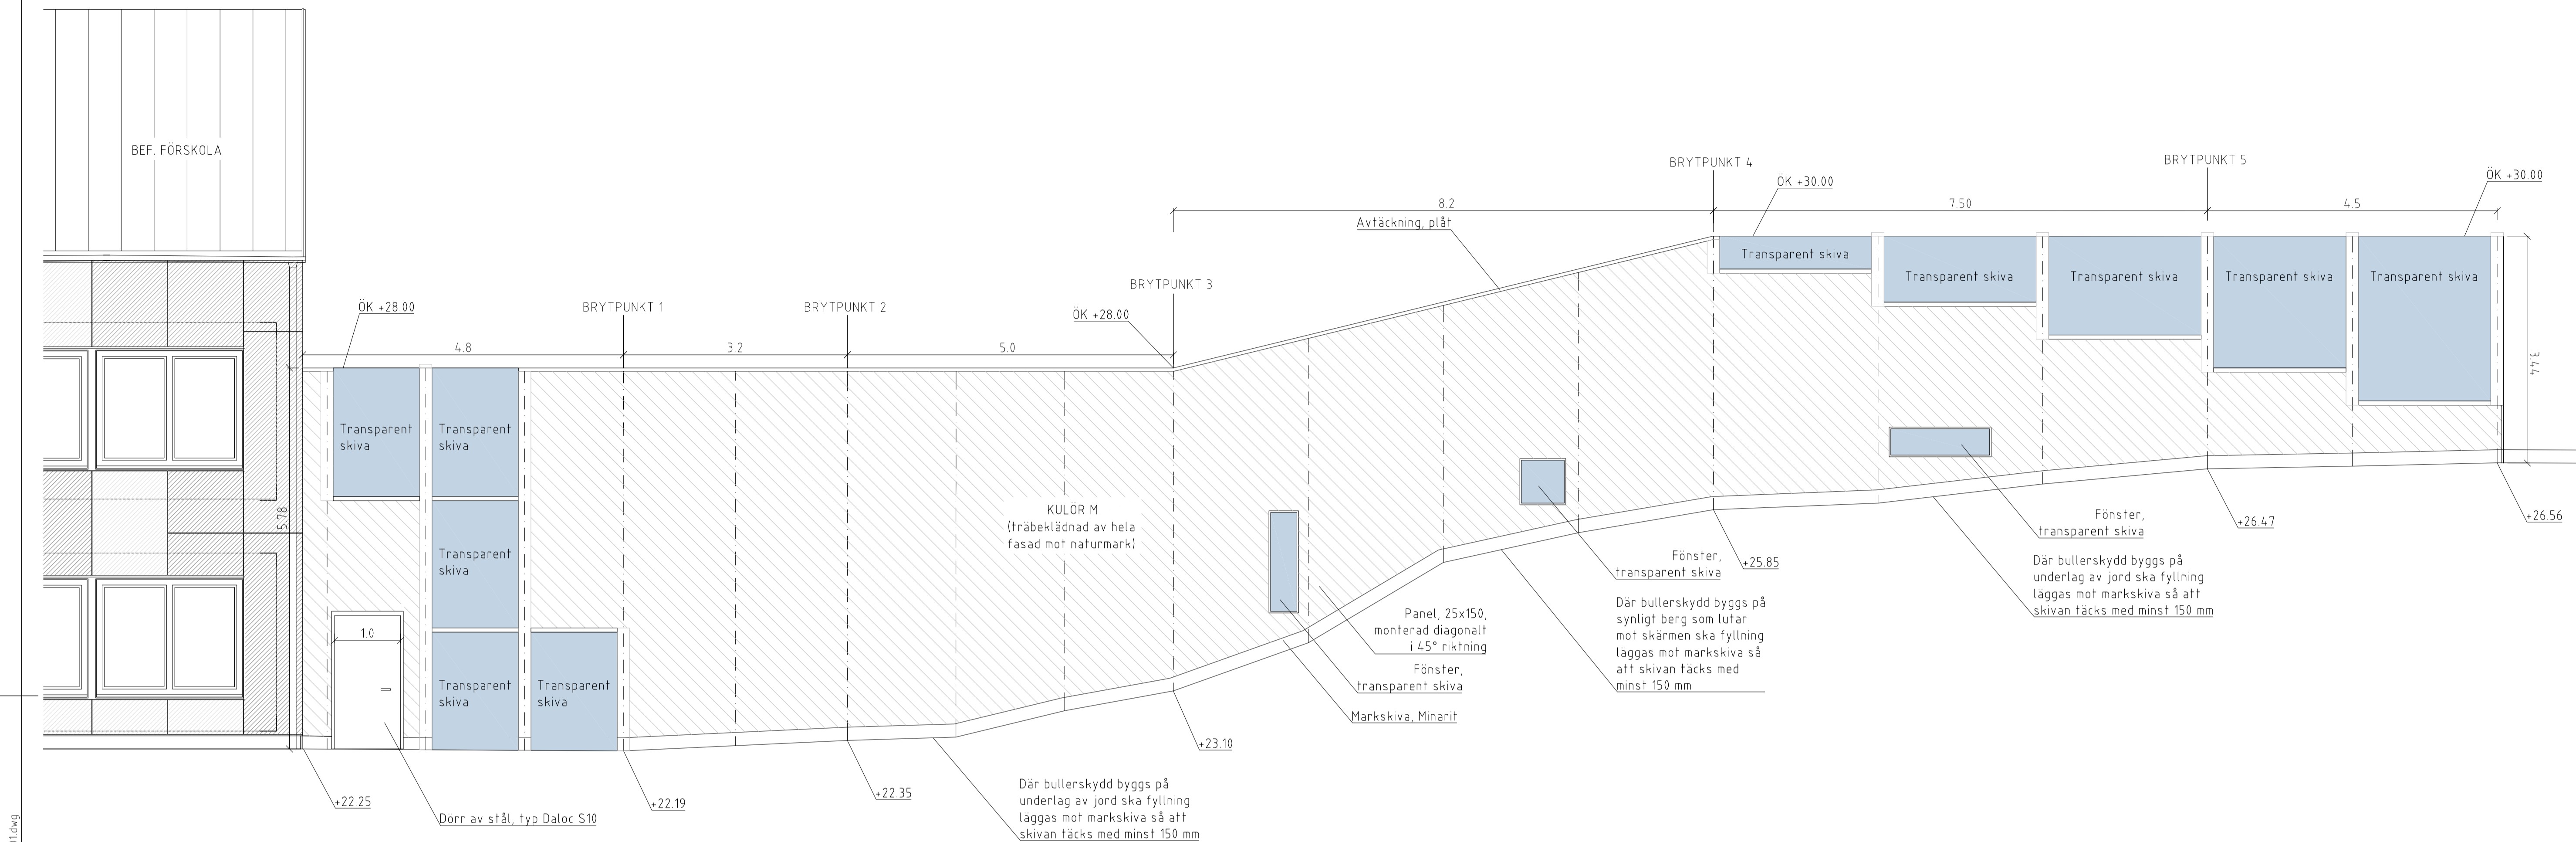 BEF. FÖRSKOLA
ÖK +28.00
4.8
BRYTPUNKT 1
3.2
BRYTPUNKT 2
5.0
ÖK +28.00
BRYTPUNKT 3
8.2
Avtäckning, plåt
BRYTPUNKT 4
ÖK +30.00
7.50
BRYTPUNKT 5
4.5
ÖK +30.00
3.44
Transparent skiva
Transparent skiva
Transparent skiva
Transparent skiva
Transparent skiva
Transparent
skiva
Transparent
skiva
Transparent
skiva
Transparent
skiva
Transparent
skiva
5.78
1.0
KULÖR M
(träbeklädnad av hela
fasad mot naturmark)
+22.25
Dörr av stål, typ Daloc S10
+22.19
+22.35
Där bullerskydd byggs på
underlag av jord ska fyllning
läggas mot markskiva så att
skivan täcks med minst 150 mm
+23.10
Panel, 25x150,
monterad diagonalt
i 45° riktning
Fönster,
transparent skiva
Markskiva, Minarit
Fönster,
transparent skiva
Där bullerskydd byggs på
synligt berg som lutar
mot skärmen ska fyllning
läggas mot markskiva så
att skivan täcks med
minst 150 mm
+25.85
Fönster,
transparent skiva
Där bullerskydd byggs på
underlag av jord ska fyllning
läggas mot markskiva så att
skivan täcks med minst 150 mm
+26.47
+26.56
1.dwg